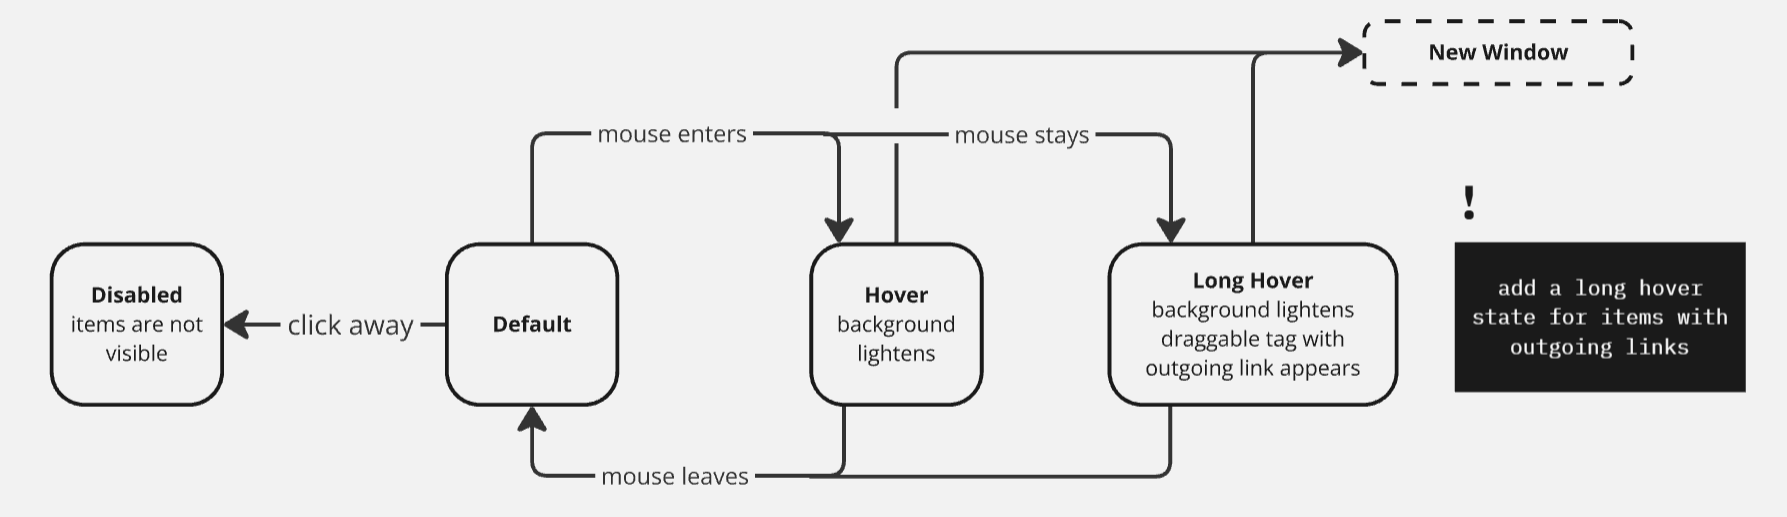 New Window
mouse enters
mouse stays
!
Disabled
items are not
visible
click away
Default
Hover
background
lightens
Long Hover
background lightens
draggable tag with
outgoing link appears
add a long hover
state for items with
outgoing links
mouse leaves